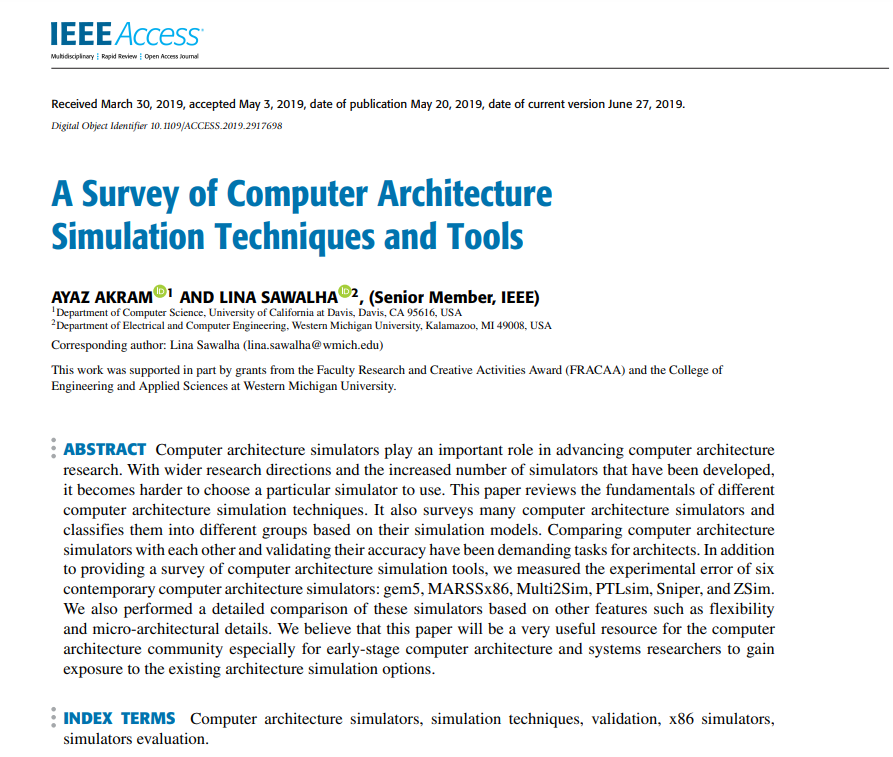 IEEE Access
Multidisciplinary | Rapid Review | Open Access Journal
Received March 30, 2019, accepted May 3, 2019, date of publication May 20, 2019, date of current version June 27, 2019.
Digital Object Identifier 10.1109/ACCESS.2019.2917698
A Survey of Computer Architecture
Simulation Techniques and Tools
AYAZ AKRAM iD 1 AND LINA SAWALHA iD 2, (Senior Member, IEEE)
1Department of Computer Science, University of California at Davis, Davis, CA 95616, USA
2Department of Electrical and Computer Engineering, Western Michigan University, Kalamazoo, MI 49008, USA
Corresponding author: Lina Sawalha (lina.sawalha@wmich.edu)
This work was supported in part by grants from the Faculty Research and Creative Activities Award (FRACAA) and the College of
Engineering and Applied Sciences at Western Michigan University.
ABSTRACT Computer architecture simulators play an important role in advancing computer architecture
research. With wider research directions and the increased number of simulators that have been developed,
it becomes harder to choose a particular simulator to use. This paper reviews the fundamentals of different
computer architecture simulation techniques. It also surveys many computer architecture simulators and
classifies them into different groups based on their simulation models. Comparing computer architecture
simulators with each other and validating their accuracy have been demanding tasks for architects. In addition
to providing a survey of computer architecture simulation tools, we measured the experimental error of six
contemporary computer architecture simulators: gem5, MARSSx86, Multi2Sim, PTLsim, Sniper, and ZSim.
We also performed a detailed comparison of these simulators based on other features such as flexibility
and micro-architectural details. We believe that this paper will be a very useful resource for the computer
architecture community especially for early-stage computer architecture and systems researchers to gain
exposure to the existing architecture simulation options.
INDEX TERMS Computer architecture simulators, simulation techniques, validation, x86 simulators,
simulators evaluation.